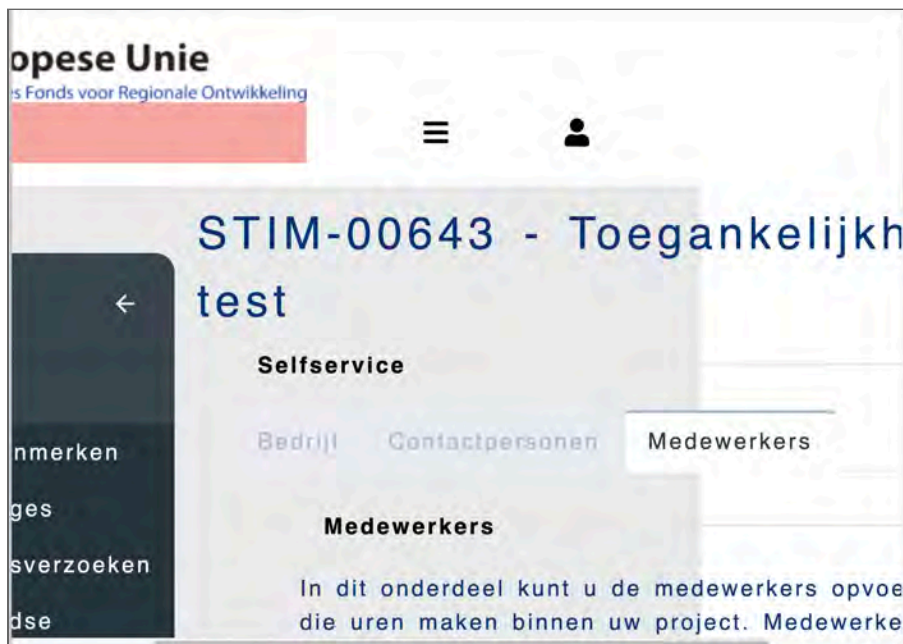 opese Unie
s Fonds voor Regionale Ontwikkeling
STIM-00643 - Toegankelijkh
test
Selfservice
Bedrijf Contactpersonen Medewerkers
nmerken
ges
Medewerkers
sverzoeken
In dit onderdeel kunt u de medewerkers opvoe
dse
die uren maken binnen uw project. Medewerke